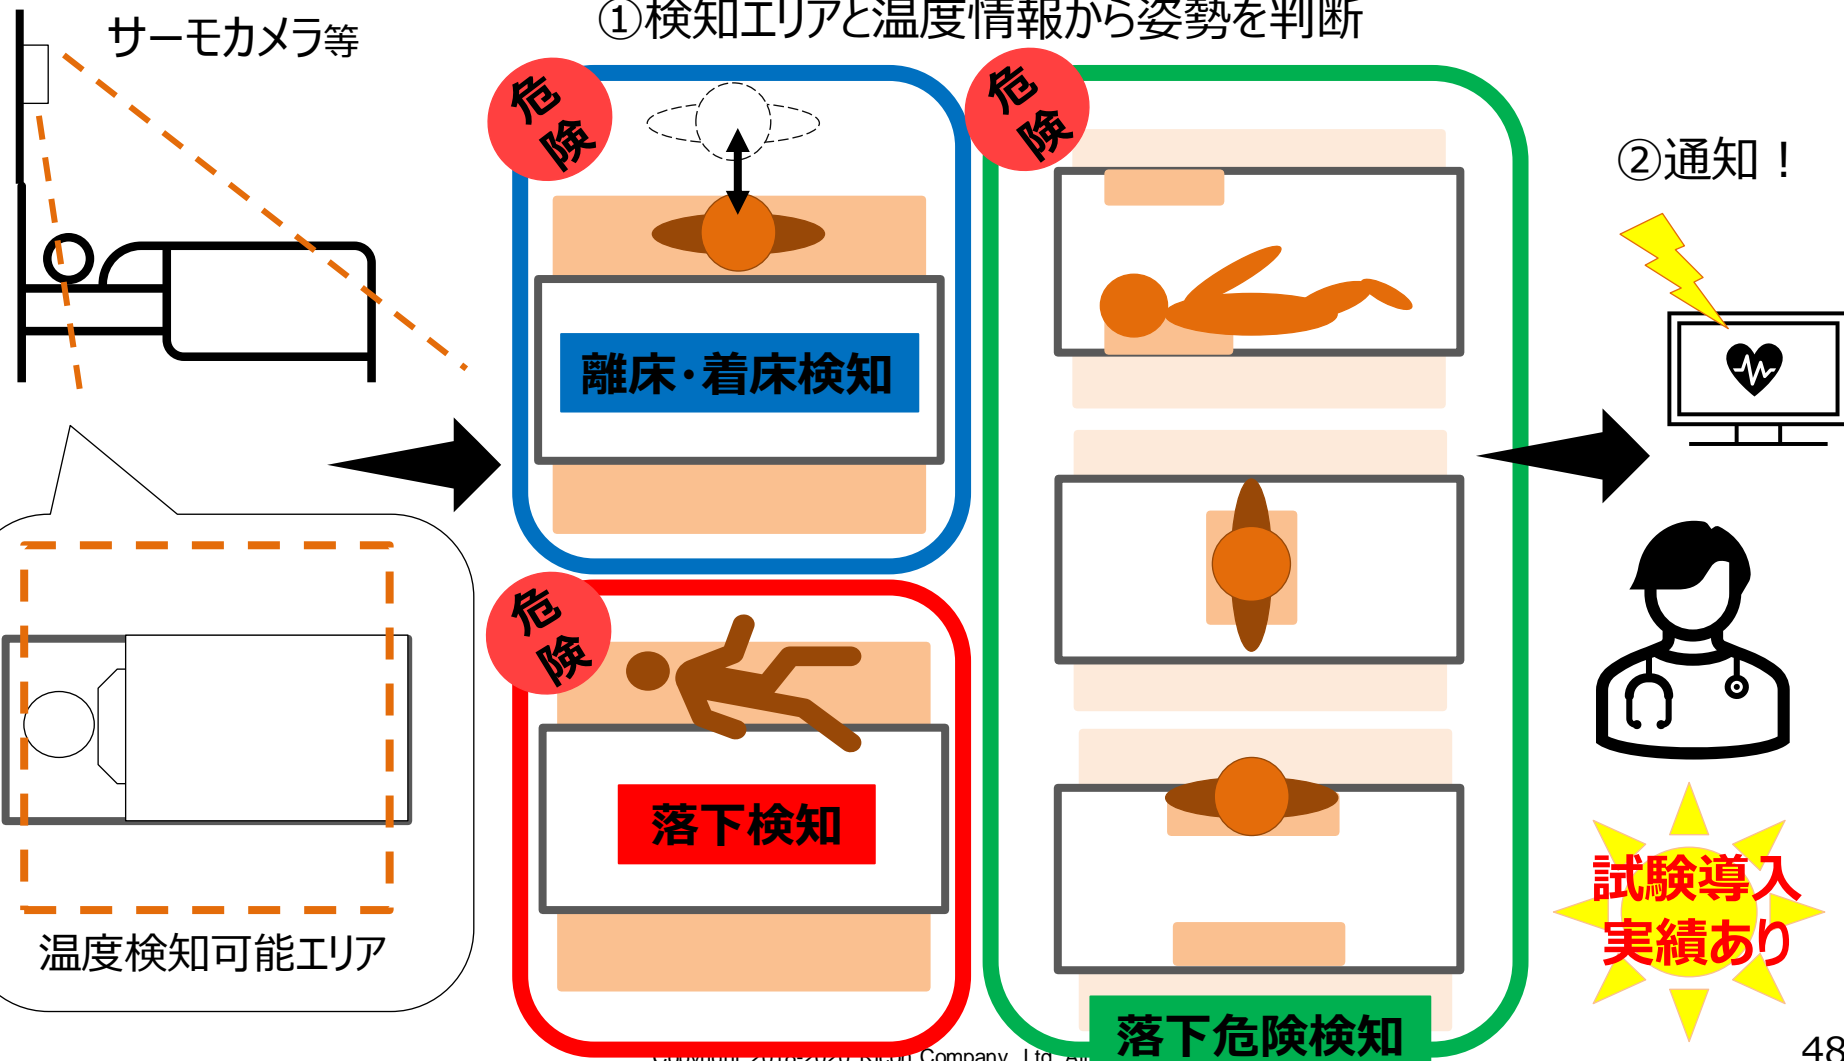 サーモカメラ等
①検知エリアと温度情報から姿勢を判断
危
険
危
険
②通知！
離床・着床検知
危
険
落下検知
温度検知可能エリア
試験導入
実績あり
落下危険検知
Company, Ltd.
48